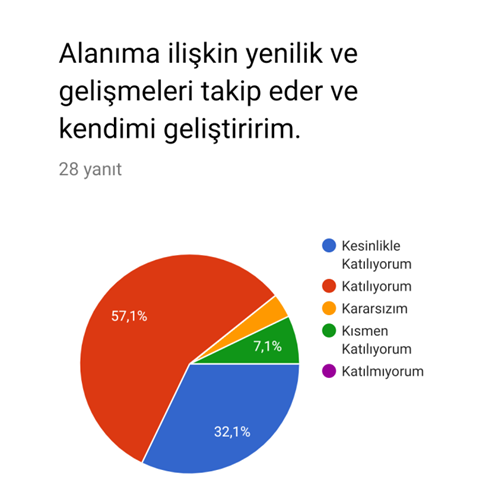 Alanıma ilişkin yenilik ve
gelişmeleri takip eder ve
kendimi geliştiririm.
28 yanıt
Kesinlikle
Katılıyorum
Katılıyorum
Kararsızım
Kısmen
Katılıyorum
Katılmıyorum
57,1%
7,1%
32,1%